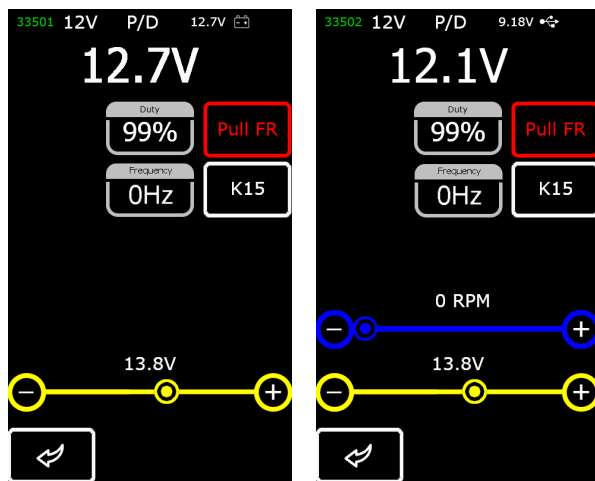 33501 12V P/D 12.7V
12.7V
Duty
99%
Pull FR
Frequency
0Hz
K15
13.8V
33502 12V P/D 9.18V
12.1V
Duty
99%
Pull FR
Frequency
0Hz
K15
0 RPM
13.8V